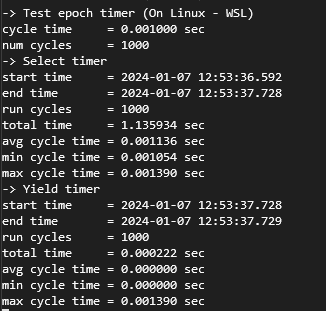 -> Test epoch timer (On Linux - WSL)
cycle time     = 0.001000 sec
num cycles     = 1000
-> Select timer
start time     = 2024-01-07 12:53:36.592
end time       = 2024-01-07 12:53:37.728
run cycles     = 1000
total time     = 1.135934 sec
avg cycle time = 0.001136 sec
min cycle time = 0.001054 sec
max cycle time = 0.001390 sec
-> Yield timer
start time     = 2024-01-07 12:53:37.728
end time       = 2024-01-07 12:53:37.729
run cycles     = 1000
total time     = 0.000222 sec
avg cycle time = 0.000000 sec
min cycle time = 0.000000 sec
max cycle time = 0.001390 sec